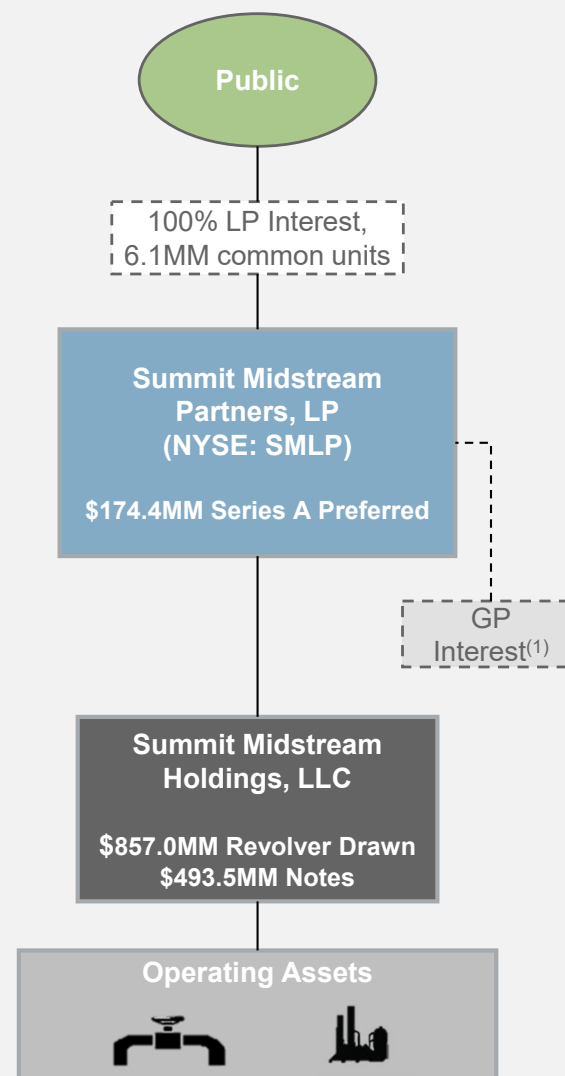 Public
100% LP Interest,
6.1MM common units
Summit Midstream
Partners, LP
(NYSE: SMLP)
$174.4MM Series A Preferred
GP
Interest(1)
Summit Midstream
Holdings, LLC
$857.0MM Revolver Drawn
$493.5MM Notes
Operating Assets